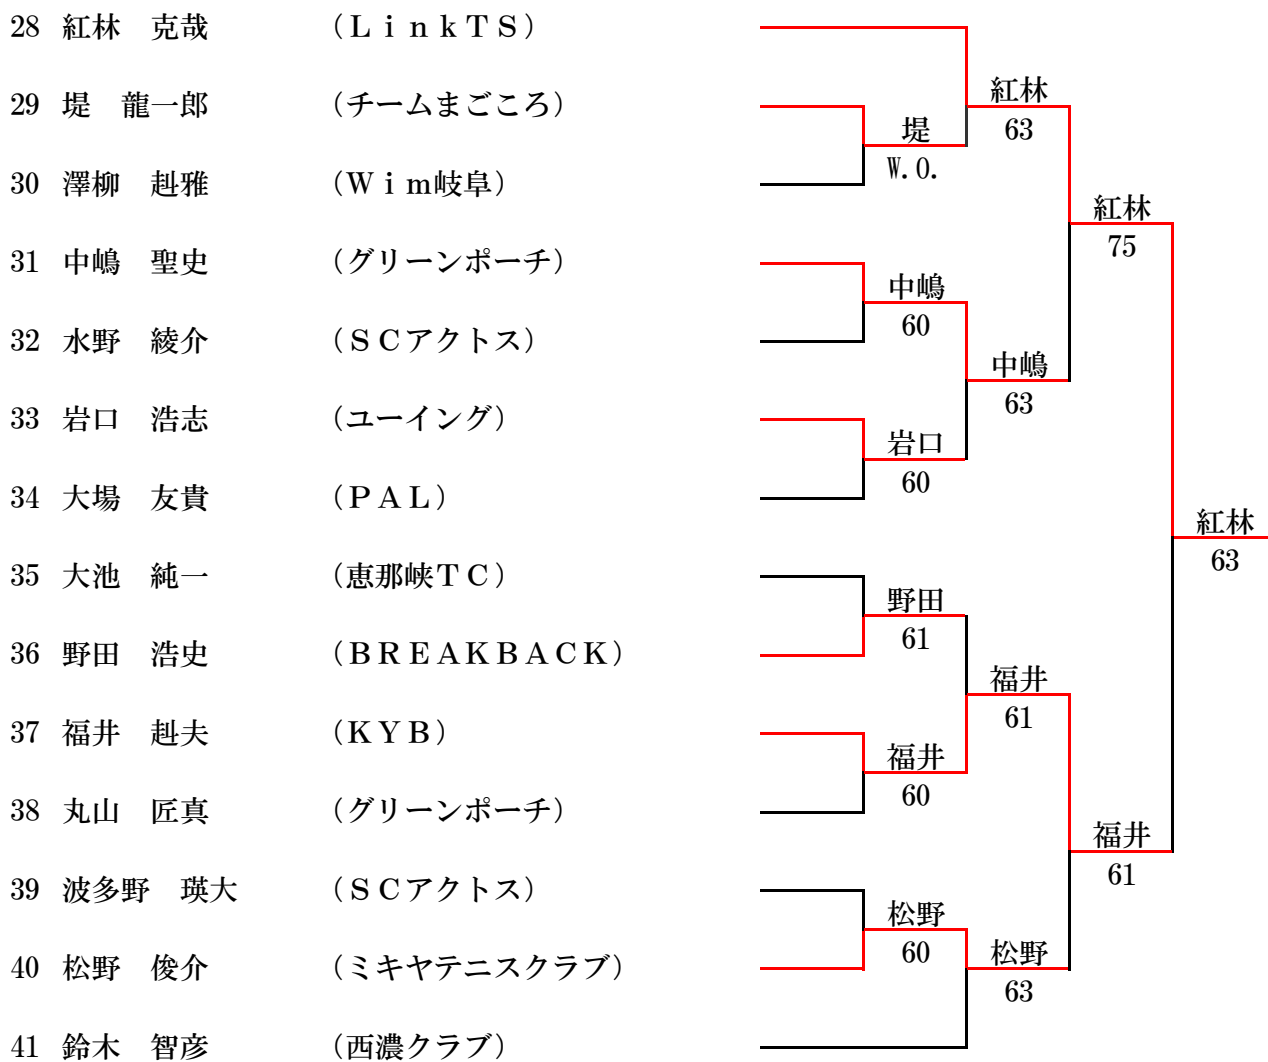 28 紅林 克哉 （ＬｉｎｋＴＳ）
紅林
29 堤 龍一郎 （チームまごころ）
堤
63
30 澤柳 赳雅 （Ｗｉｍ岐阜）
W.O.
紅林
75
31 中嶋 聖史 （グリーンポーチ）
中嶋
60
32 水野 綾介 （ＳＣアクトス）
中嶋
63
33 岩口 浩志 （ユーイング）
岩口
60
34 大場 友貴 （ＰＡＬ）
紅林
63
35 大池 純一 （恵那峡ＴＣ）
野田
61
36 野田 浩史 （ＢＲＥＡＫＢＡＣＫ）
福井
61
37 福井 赳夫 （ＫＹＢ）
福井
60
38 丸山 匠真 （グリーンポーチ）
福井
61
39 波多野 瑛大 （ＳＣアクトス）
松野
60
40 松野 俊介 （ミキヤテニスクラブ）
松野
63
41 鈴木 智彦 （西濃クラブ）